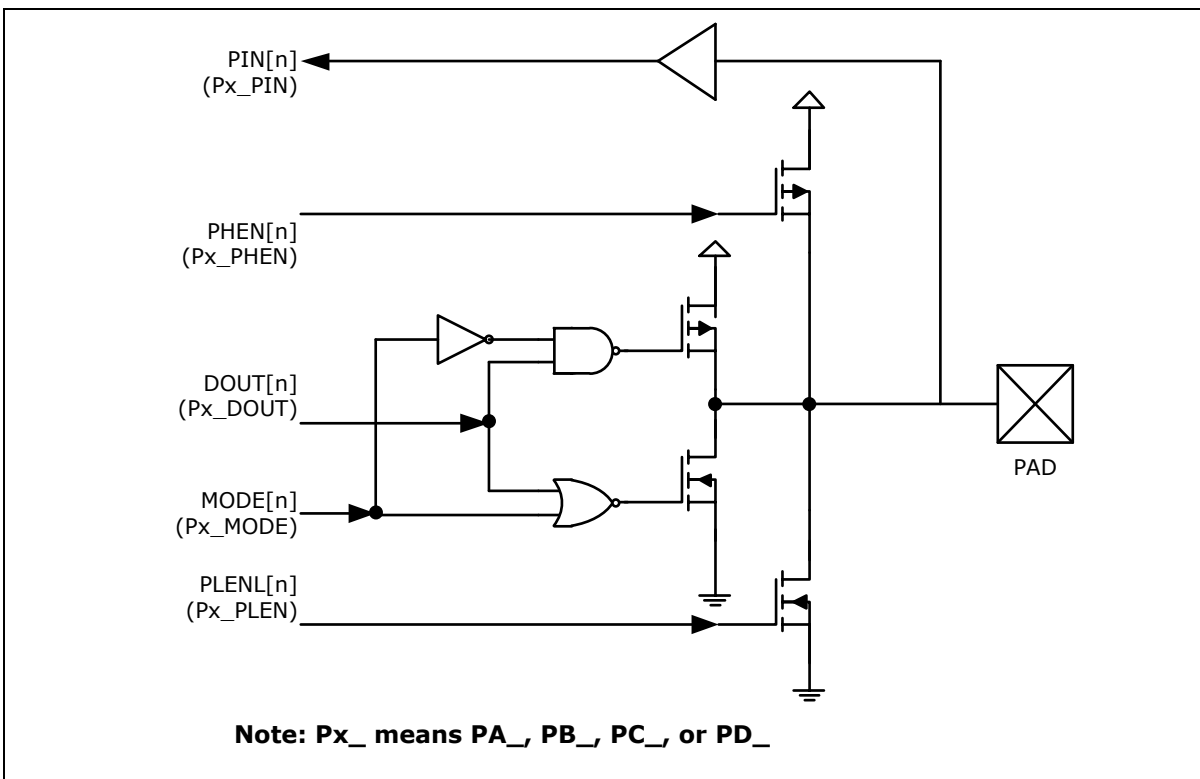 PIN[n]
(Px_PIN)
PHEN[n]
(Px_PHEN)
DOUT[n]
(Px_DOUT)
MODE[n]
(Px_MODE)
PLENL[n]
(Px_PLEN)
PAD
Note: Px_ means PA_, PB_, PC_, or PD_